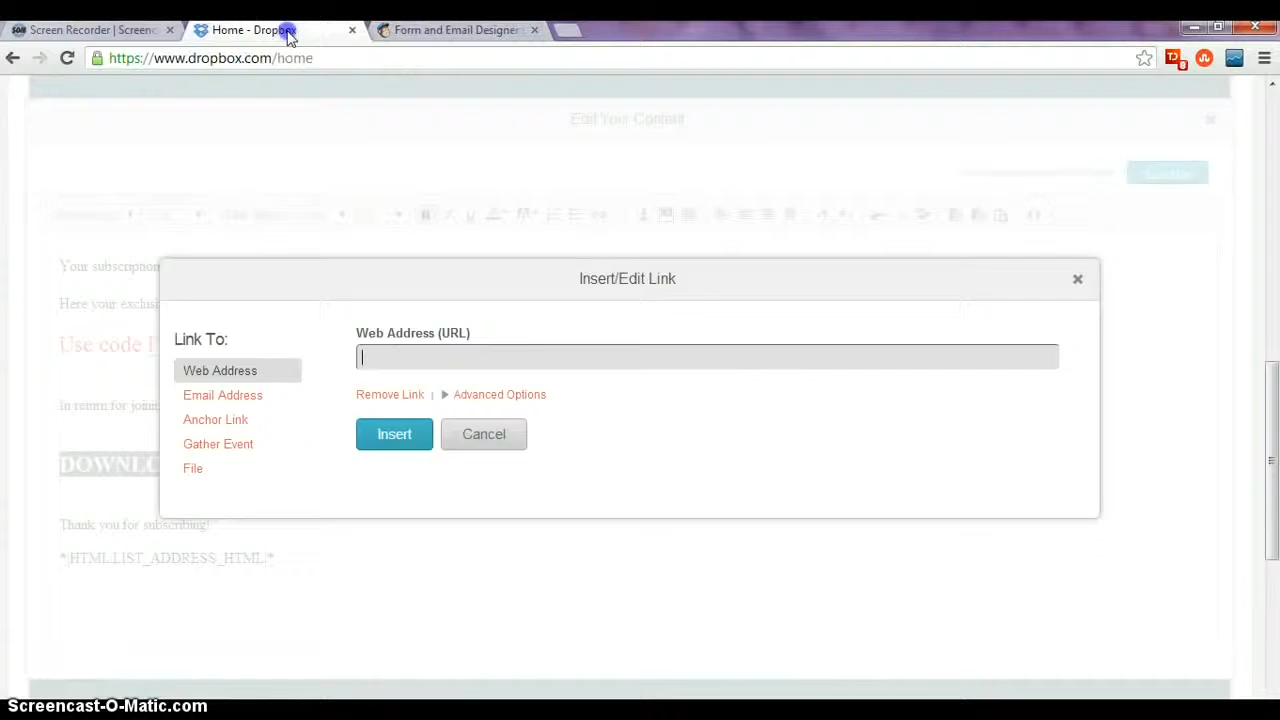 Screen Recorder | Screenc
Home - Dropbox
Form and Email Designer
https://www.dropbox.com/home
8
Edit Your Content
Your subscription
Insert/Edit Link
Here your exclusi
Link To:
Web Address (URL)
Use code
Web Address
Email Address
Remove Link | Advanced Options
In return for joining
Anchor Link
Insert
Cancel
Gather Event
DOWNLO
File
Thank you for subscribing!
*|HTML:LIST_ADDRESS_HTML|*
Screencast-O-Matic.com